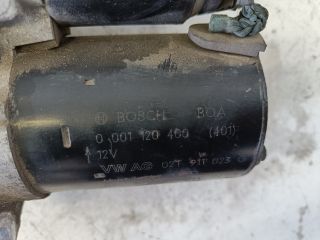 BOSCH BOA
0 001 120 400 (401)
12V
VW AG 02T 911 023 G